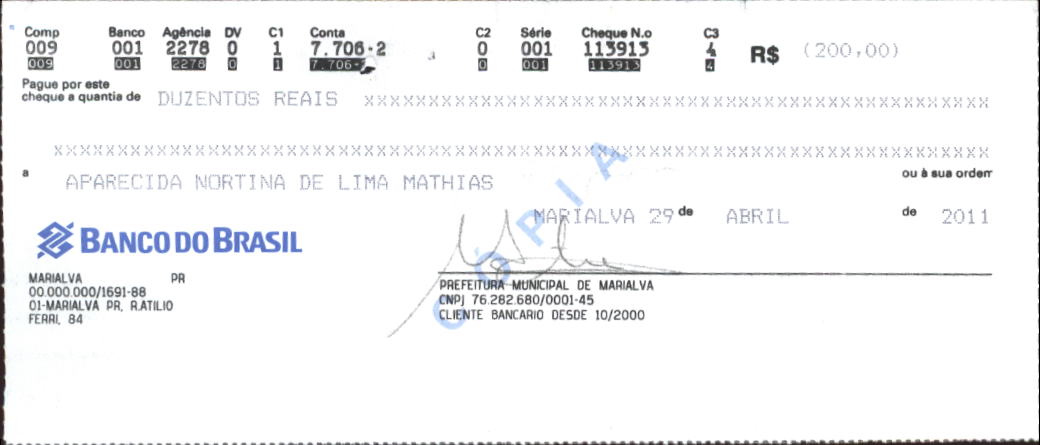 Comp Banco Agência DV C1 Conta C2 Série Cheque N.o C3
009 001 2278 0 1 7.706-2 0 001 113913 4 R$ (200,00)
009 001 2278 0 1 7.706-2 0 001 113913 4
Pague por este
cheque a quantia de DUZENTOS REAIS XXXXXXXXXXXXXXXXXXXXXXXXXXXXXXXXXXXXXXXXXXXXXXXXX
XXXXXXXXXXXXXXXXXXXXXXXXXXXXXXXXXXXXXXXXXXXXXXXXXXXXXXXXXXXXXXXXXXXXXXXXX
a APARECIDA NORTINA DE LIMA MATHIAS ou à sua ordem
MARIALVA 29 de ABRIL de 2011
CÓPIA
BANCO DO BRASIL
MARIALVA PR
00.000.000/1691-88
01-MARIALVA PR, R.ATILIO
FERRI, 84
PREFEITURA MUNICIPAL DE MARIALVA
CNPJ 76.282.680/0001-45
CLIENTE BANCARIO DESDE 10/2000